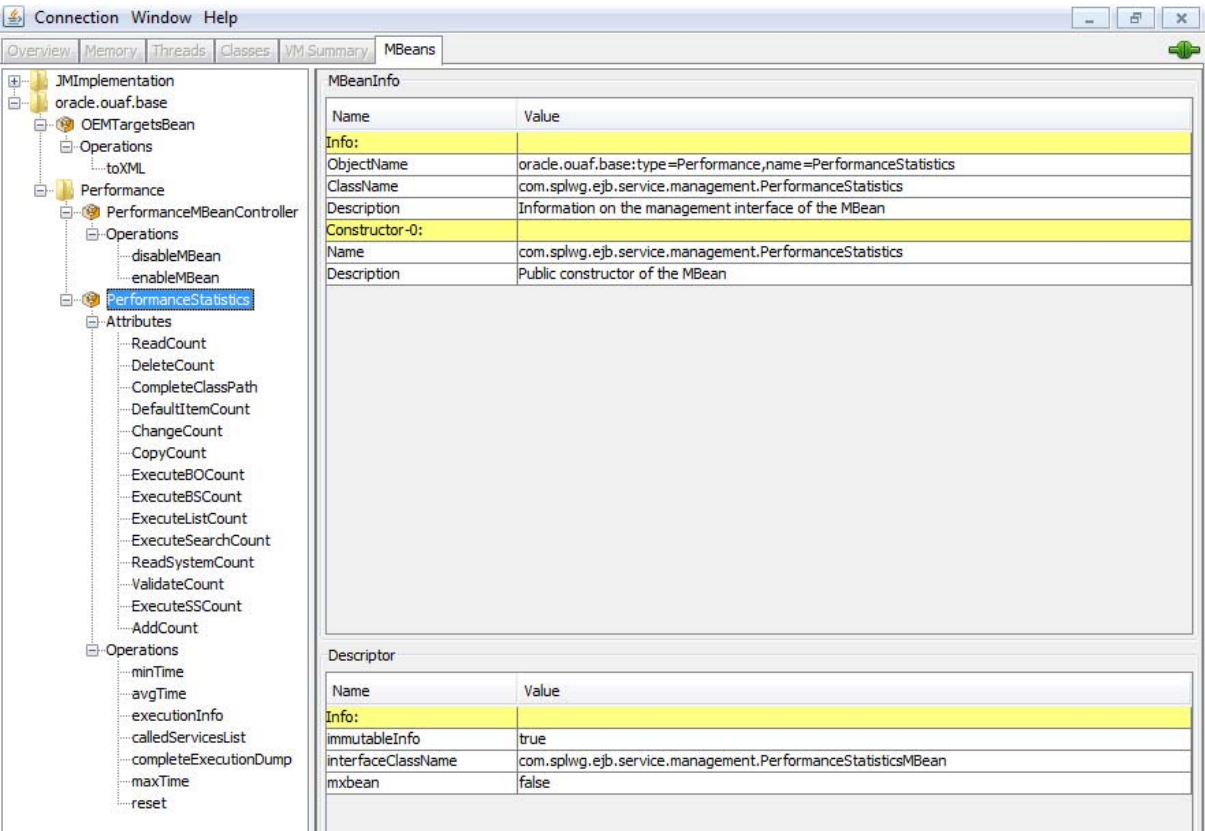 Connection Window Help
Overview Memory Threads Classes VM Summary MBeans
JMImplementation
oracle.ouaf.base
OEMTargetsBean
Operations
toXML
Performance
PerformanceMBeanController
Operations
disableMBean
enableMBean
PerformanceStatistics
Attributes
ReadCount
DeleteCount
CompleteClassPath
DefaultItemCount
ChangeCount
CopyCount
ExecuteBOCount
ExecuteBSCount
ExecuteListCount
ExecuteSearchCount
ReadSystemCount
ValidateCount
ExecuteSSCount
AddCount
Operations
minTime
avgTime
executionInfo
calledServicesList
completeExecutionDump
maxTime
reset
MBeanInfo
Name Value
Info:
ObjectName oracle.ouaf.base:type=Performance,name=PerformanceStatistics
ClassName com.splwg.ejb.service.management.PerformanceStatistics
Description Information on the management interface of the MBean
Constructor-0:
Name com.splwg.ejb.service.management.PerformanceStatistics
Description Public constructor of the MBean
Descriptor
Name Value
Info:
immutableInfo true
interfaceClassName com.splwg.ejb.service.management.PerformanceStatisticsMBean
mxbean false